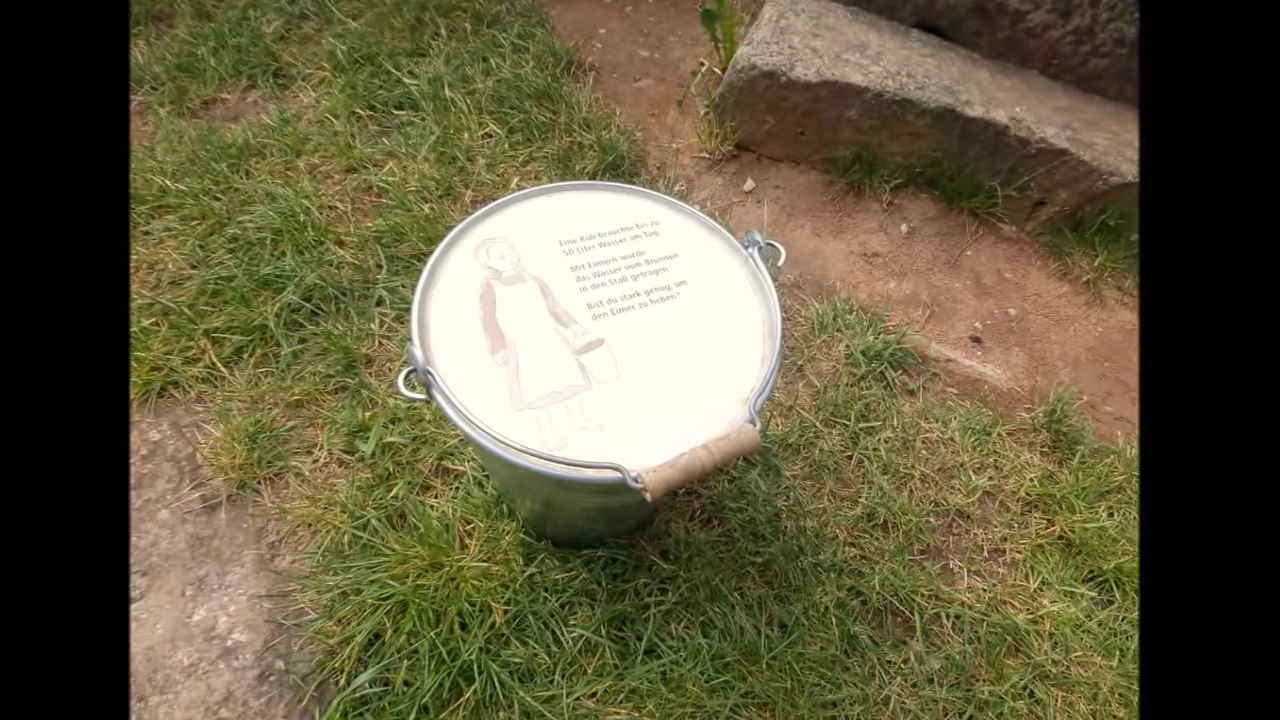 Eine Kuh brauchte bis zu
50 Liter Wasser am Tag.
Mit Eimern wurde
das Wasser vom Brunnen
in den Stall getragen.
Bist du stark genug, um
den Eimer zu heben?